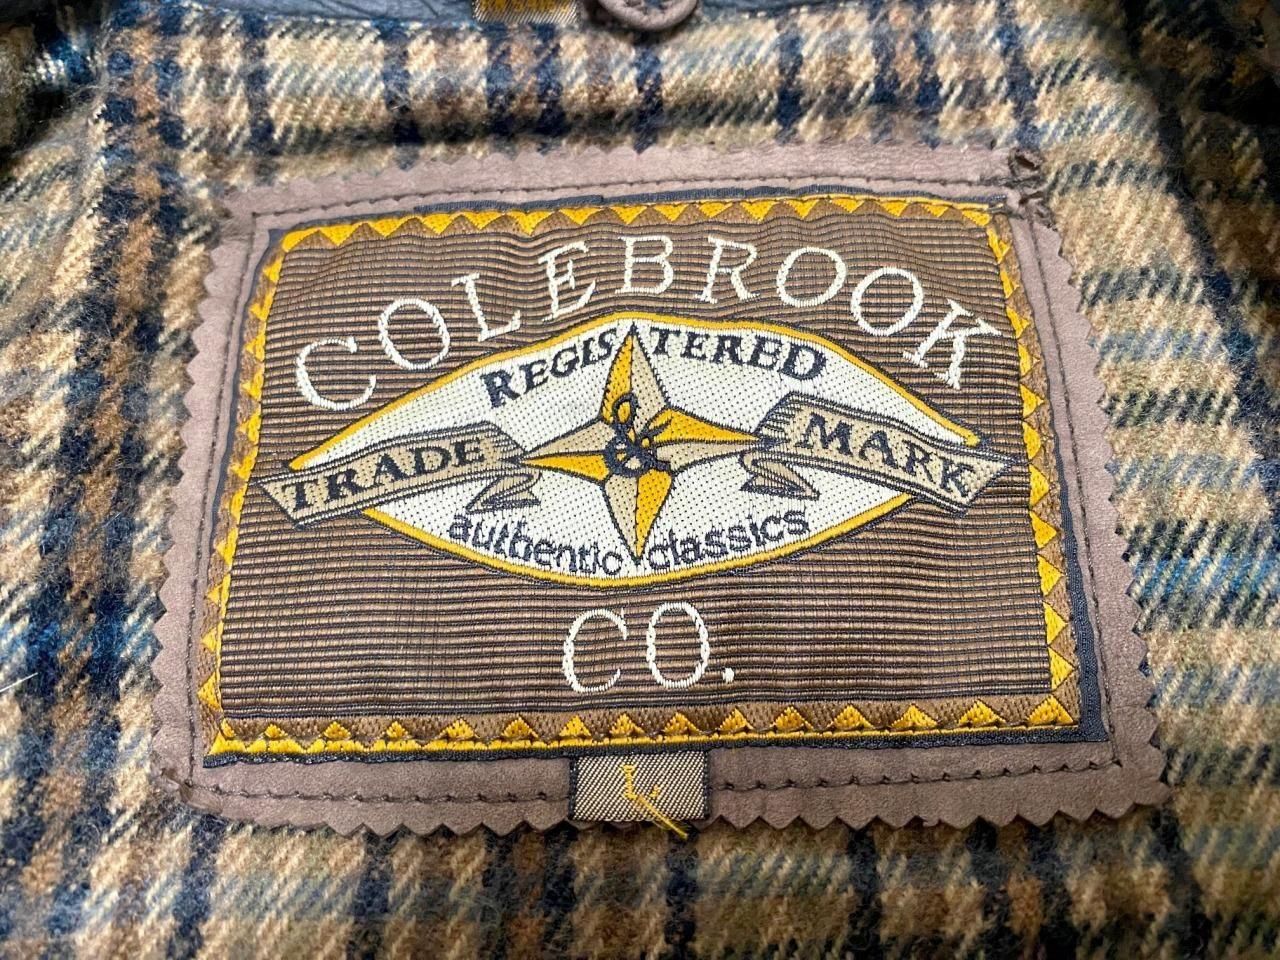 COLEBROOK
REGISTERED
TRADE & MARK
authentic classics
CO.
L